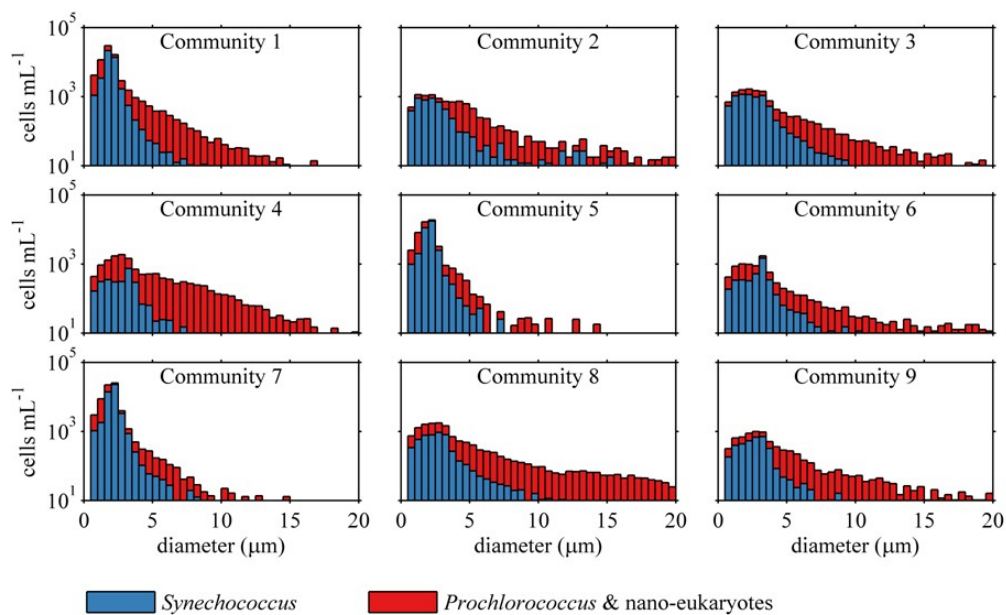 Community 1
Community 2
Community 3
10^5
10^3
10^1
cells mL^-1
Community 4
Community 5
Community 6
10^5
10^3
10^1
cells mL^-1
Community 7
Community 8
Community 9
10^5
10^3
10^1
cells mL^-1
0 5 10 15 20
0 5 10 15 20
0 5 10 15 20
diameter (μm)
diameter (μm)
diameter (μm)
Synechococcus
Prochlorococcus & nano-eukaryotes